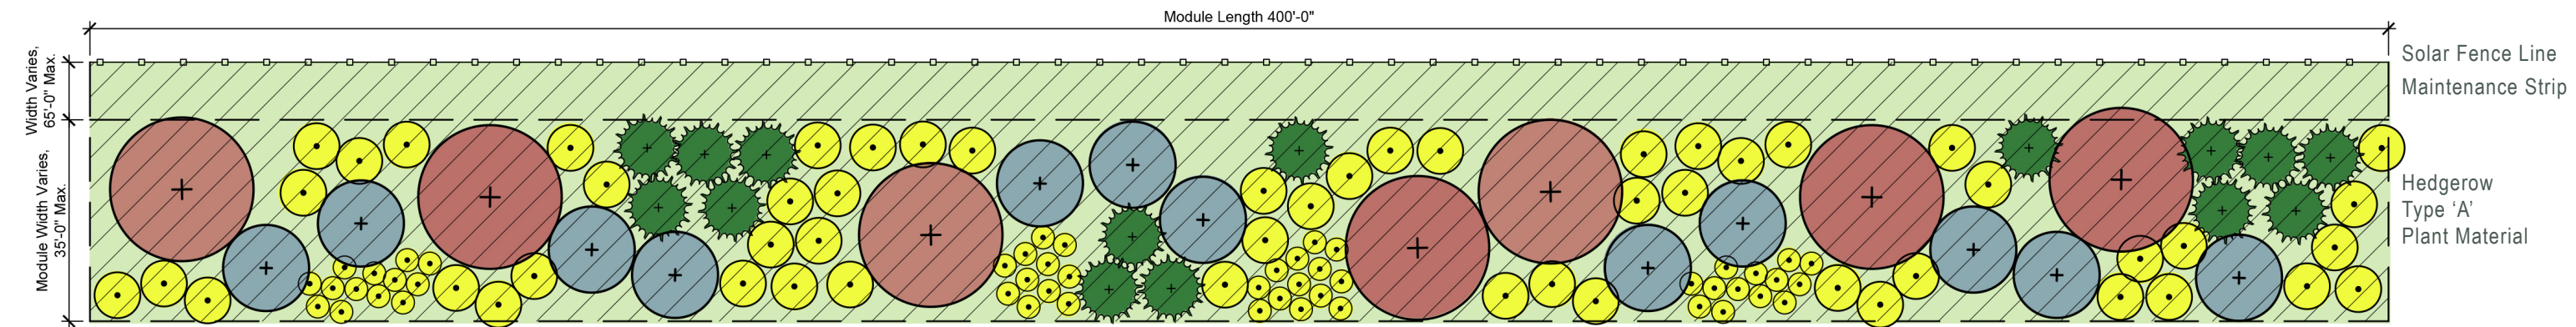 Module Length 400'-0"
Width Varies,
65'-0" Max.
Module Width Varies,
35'-0" Max.
Solar Fence Line
Maintenance Strip
Hedgerow
Type ‘A’
Plant Material